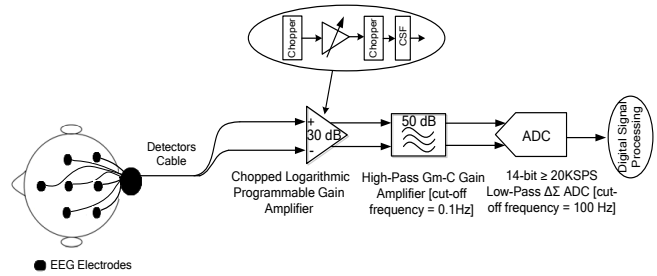 Chopper
Chopper
CSF
Detectors
Cable
+
30 dB
-
50 dB
ADC
Digital Signal
Processing
Chopped Logarithmic
Programmable Gain
Amplifier
High-Pass Gm-C Gain
Amplifier [cut-off
frequency = 0.1Hz]
14-bit ≥ 20KSPS
Low-Pass ΔΣ ADC [cut-
off frequency = 100 Hz]
EEG Electrodes